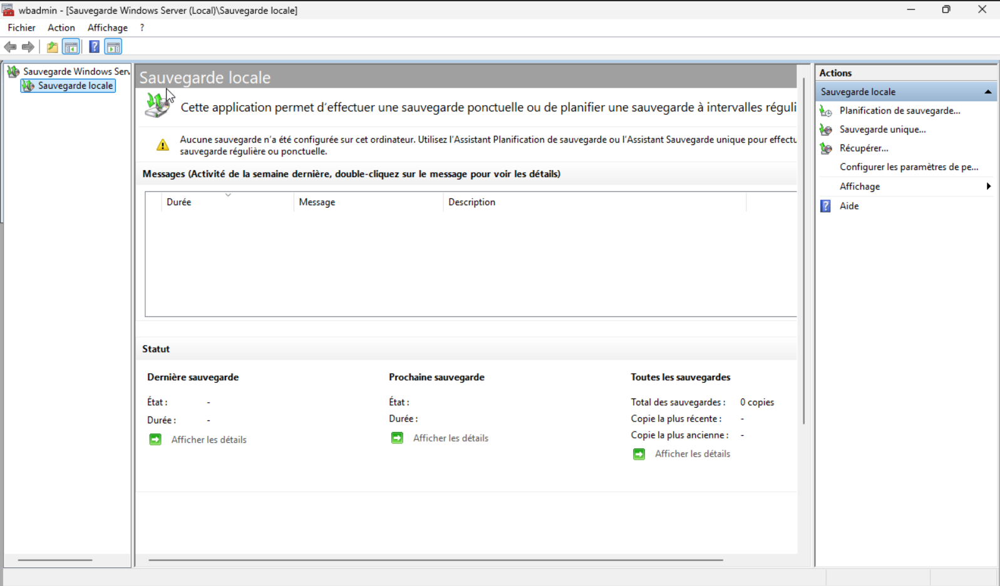 wbadmin - [Sauvegarde Windows Server (Local)\Sauvegarde locale]
Fichier Action Affichage ?
Sauvegarde Windows Serv
Sauvegarde locale
Sauvegarde locale
Cette application permet d’effectuer une sauvegarde ponctuelle ou de planifier une sauvegarde à intervalles réguli
Aucune sauvegarde n’a été configurée sur cet ordinateur. Utilisez l’Assistant Planification de sauvegarde ou l’Assistant Sauvegarde unique pour effectu
sauvegarde régulière ou ponctuelle.
Messages (Activité de la semaine dernière, double-cliquez sur le message pour voir les détails)
Durée Message Description
Statut
Dernière sauvegarde
État : -
Durée : -
Afficher les détails
Prochaine sauvegarde
État :
Durée :
Afficher les détails
Toutes les sauvegardes
Total des sauvegardes : 0 copies
Copie la plus récente : -
Copie la plus ancienne : -
Afficher les détails
Actions
Sauvegarde locale
Planification de sauvegarde...
Sauvegarde unique...
Récupérer...
Configurer les paramètres de pe...
Affichage
Aide